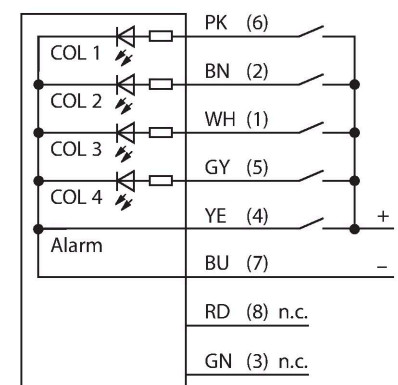 PK (6)
COL 1
BN (2)
COL 2
WH (1)
COL 3
GY (5)
COL 4
YE (4)
+
Alarm
BU (7)
–
RD (8) n.c.
GN (3) n.c.